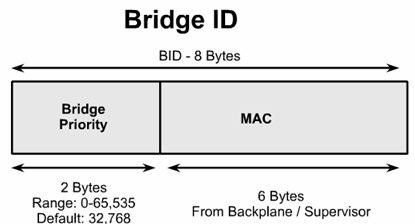 Bridge ID
BID - 8 Bytes
Bridge
Priority
MAC
2 Bytes
Range: 0-65,535
Default: 32,768
6 Bytes
From Backplane / Supervisor